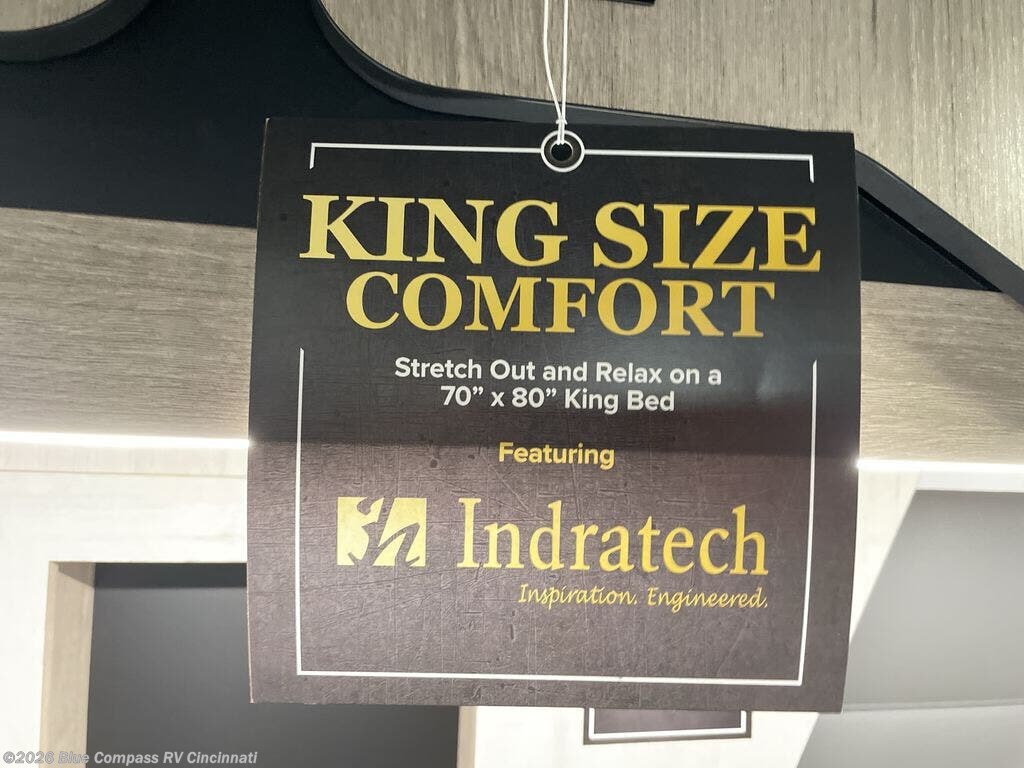 KING SIZE
COMFORT
Stretch Out and Relax on a
70” x 80” King Bed
Featuring
Indratech
Inspiration. Engineered.
©2026 Blue Compass RV Cincinnati